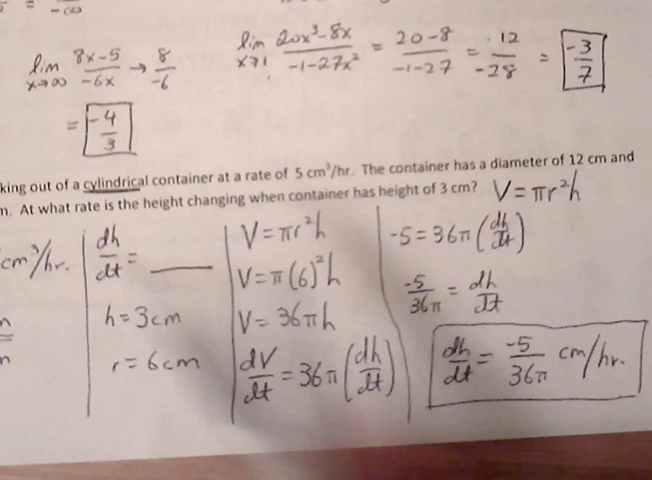 -∞
lim x→∞ 8x-5/-6x → 8/-6
= -4/3
lim x→1 20x³-8x/-1-27x² = 20-8/-1-27 = 12/-28 = -3/7
king out of a cylindrical container at a rate of 5 cm³/hr. The container has a diameter of 12 cm and
m. At what rate is the height changing when container has height of 3 cm? V=πr²h
cm³/hr.
dh/dt = ____
h=3cm
r=6cm
V=πr²h
V=π(6)²h
V=36πh
dV/dt = 36π(dh/dt)
-5=36π(dh/dt)
-5/36π = dh/dt
dh/dt = -5/36π cm/hr.